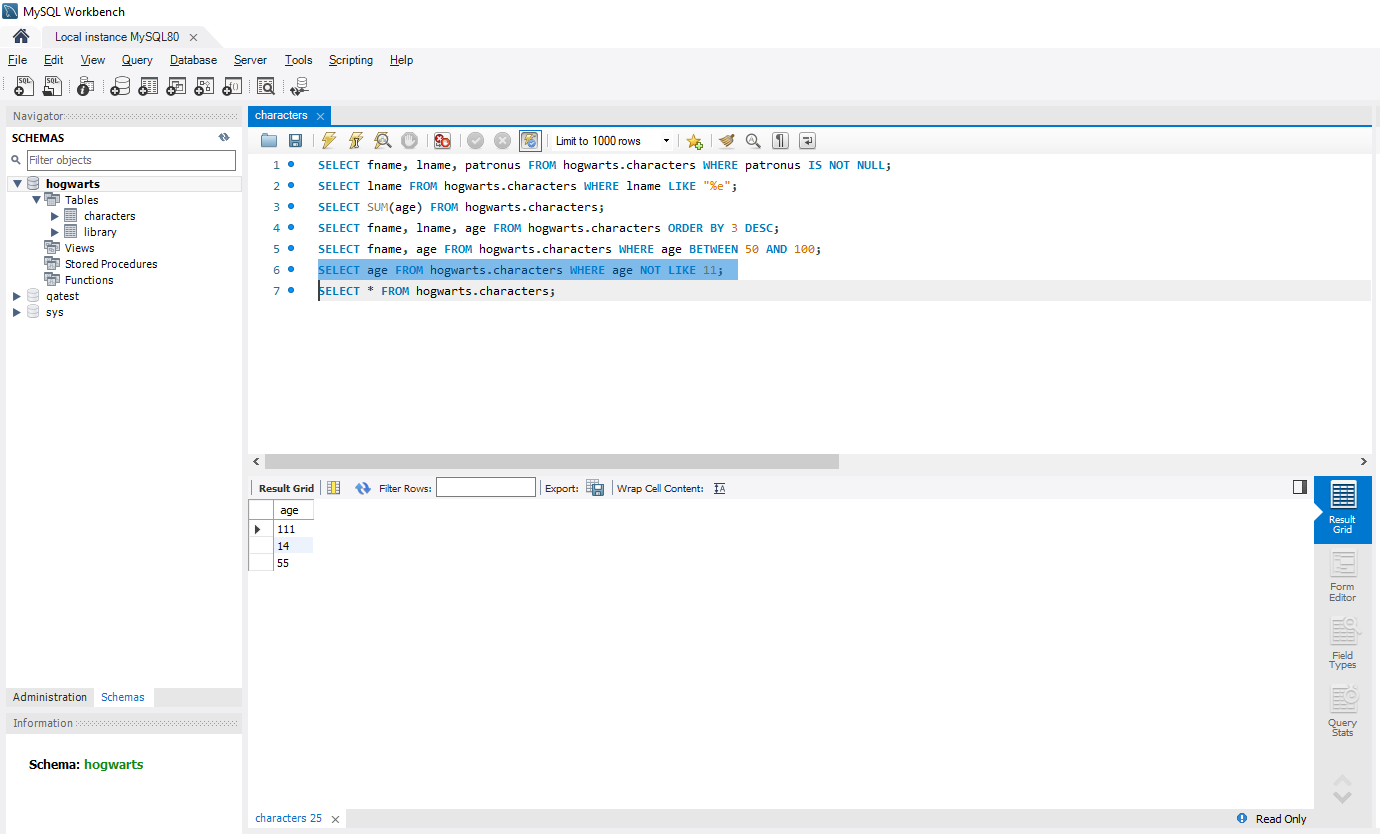 MySQL Workbench
Local instance MySQL80
File Edit View Query Database Server Tools Scripting Help
Navigator
SCHEMAS
Filter objects
hogwarts
Tables
characters
library
Views
Stored Procedures
Functions
qatest
sys
Administration Schemas
Information
Schema: hogwarts
characters
Limit to 1000 rows
1 SELECT fname, lname, patronus FROM hogwarts.characters WHERE patronus IS NOT NULL;
2 SELECT lname FROM hogwarts.characters WHERE lname LIKE "%e";
3 SELECT SUM(age) FROM hogwarts.characters;
4 SELECT fname, lname, age FROM hogwarts.characters ORDER BY 3 DESC;
5 SELECT fname, age FROM hogwarts.characters WHERE age BETWEEN 50 AND 100;
6 SELECT age FROM hogwarts.characters WHERE age NOT LIKE 11;
7 SELECT * FROM hogwarts.characters;
Result Grid Filter Rows: Export: Wrap Cell Content:
age
111
14
55
Result
Grid
Form
Editor
Field
Types
Query
Stats
characters 25
Read Only